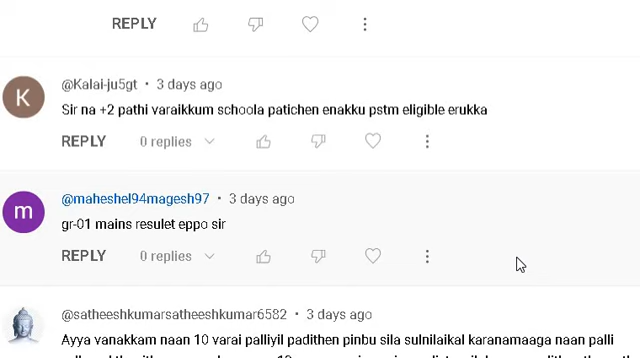 REPLY
K
@Kalai-ju5gt • 3 days ago
Sir na +2 pathi varaikkum schoola patichen enakku pstm eligible erukka
REPLY 0 replies
m
@maheshel94magesh97 • 3 days ago
gr-01 mains resulet eppo sir
REPLY 0 replies
@satheeshkumarsatheeshkumar6582 • 3 days ago
Ayya vanakkam naan 10 varai palliyil padithen pinbu sila sulnilaikal karanamaaga naan palli